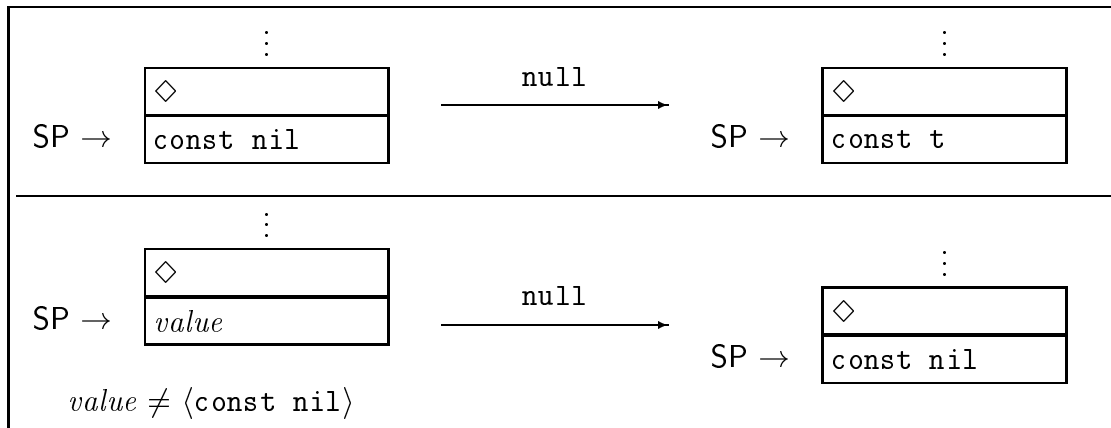 ⋮ ⋮
◇ null ◇
SP → const nil SP → const t
⋮ ⋮
◇ null ◇
SP → value SP → const nil
value ≠ ⟨const nil⟩